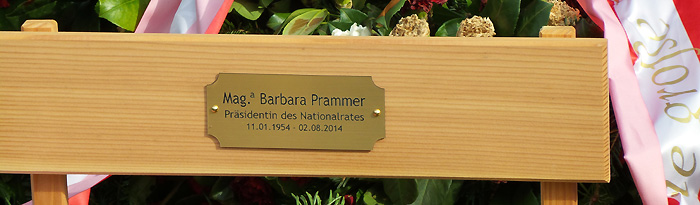 Mag.ª Barbara Prammer
Präsidentin des Nationalrates
11.01.1954 - 02.08.2014